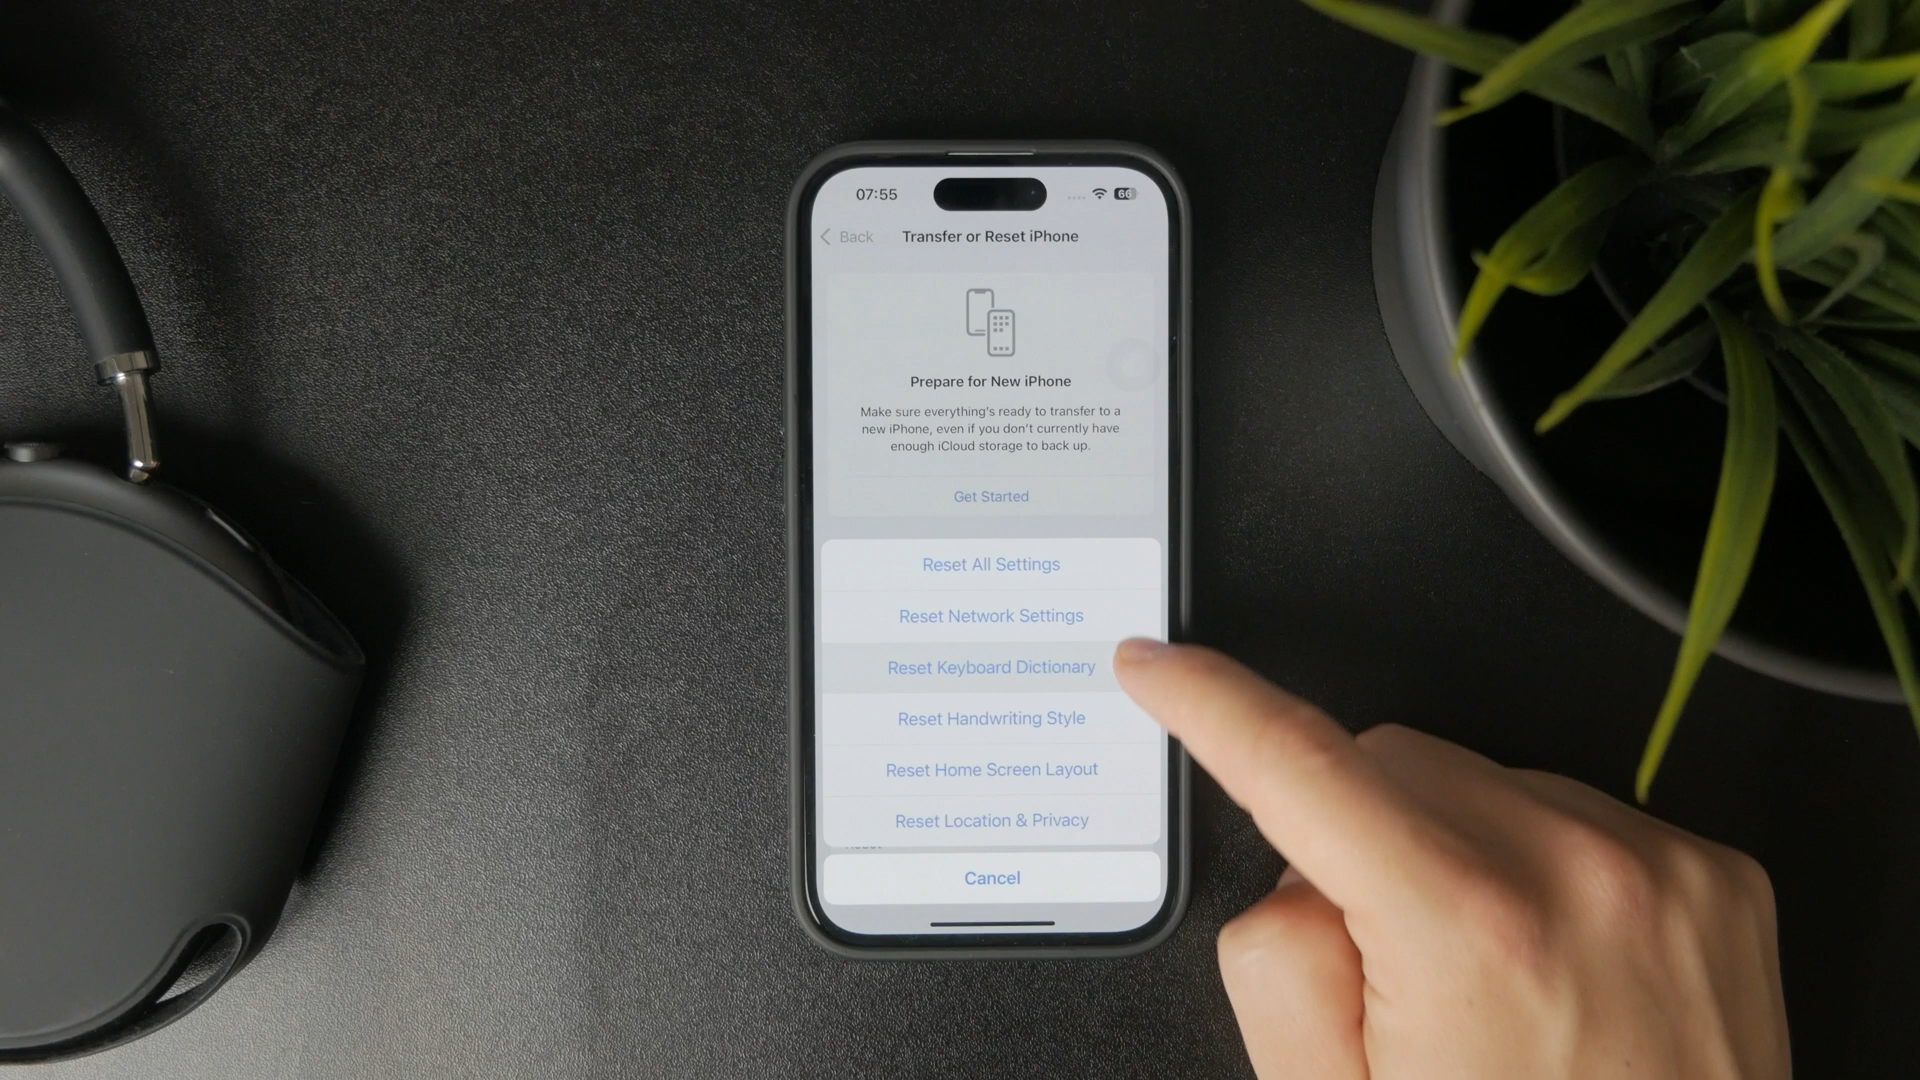 07:55
66
Back
Transfer or Reset iPhone
Prepare for New iPhone
Make sure everything's ready to transfer to a
new iPhone, even if you don't currently have
enough iCloud storage to back up.
Get Started
Reset All Settings
Reset Network Settings
Reset Keyboard Dictionary
Reset Handwriting Style
Reset Home Screen Layout
Reset Location & Privacy
Cancel